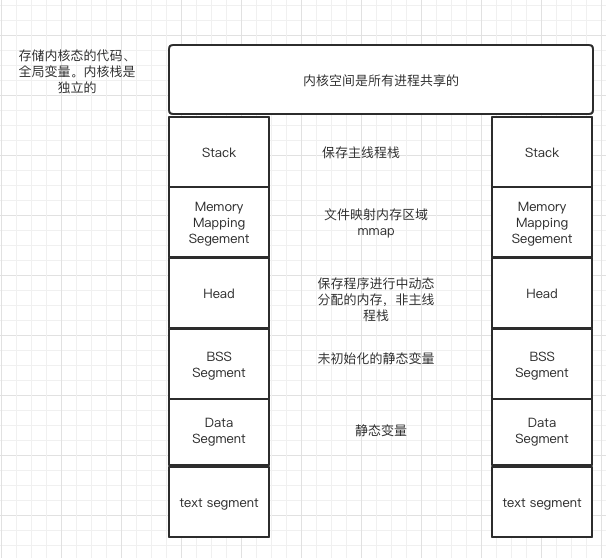 存储内核态的代码、
全局变量。内核栈是
独立的
内核空间是所有进程共享的
Stack
保存主线程栈
Stack
Memory
Mapping
Segement
文件映射内存区域
mmap
Memory
Mapping
Segement
Head
保存程序进行中动态
分配的内存，非主线
程栈
Head
BSS
Segment
未初始化的静态变量
BSS
Segment
Data
Segment
静态变量
Data
Segment
text segment
text segment